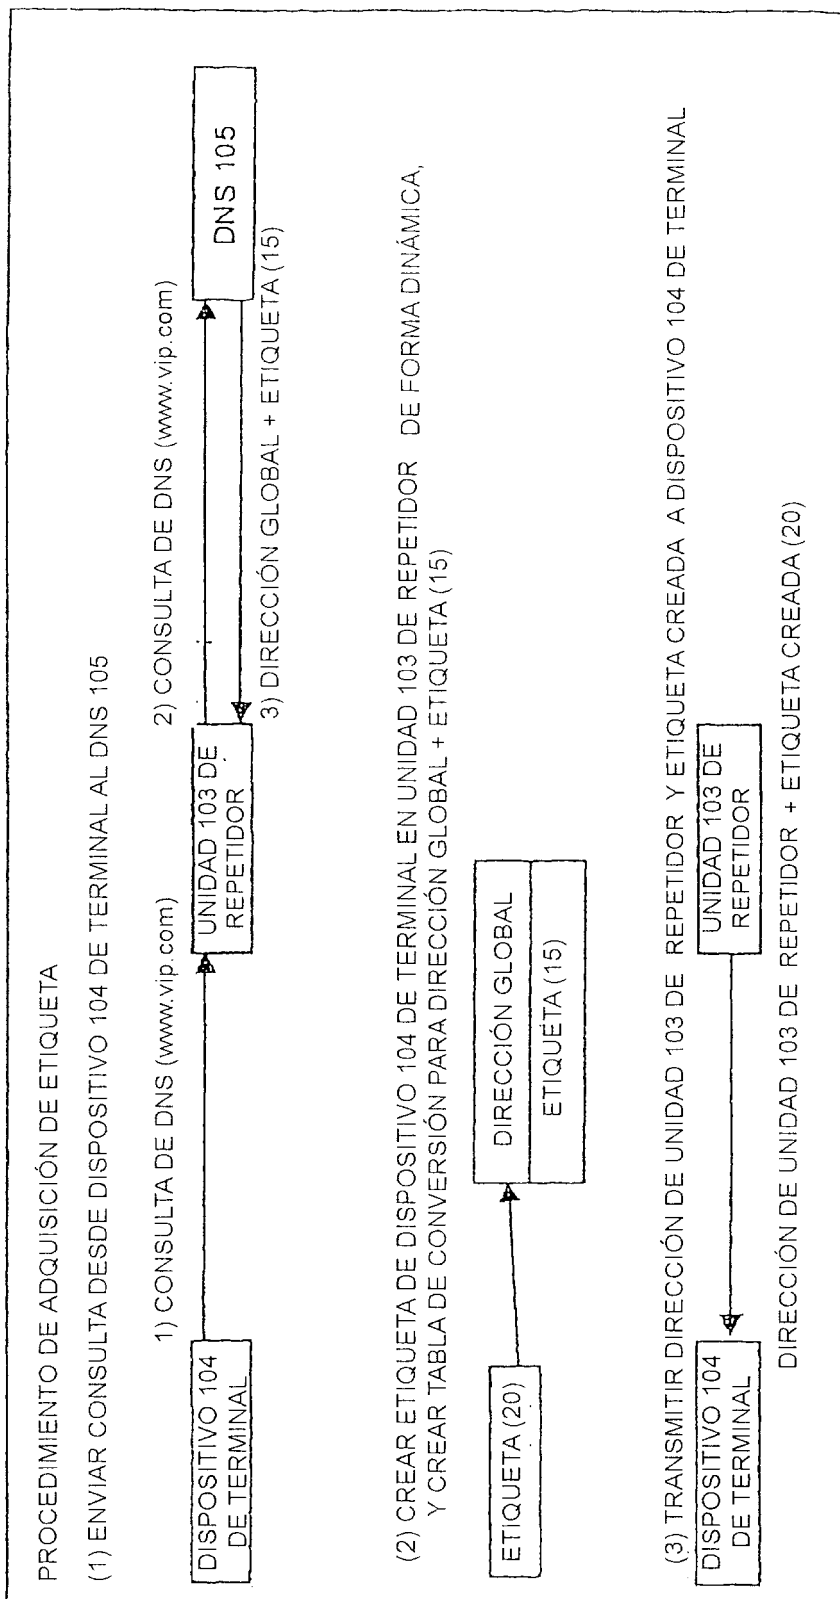 PROCEDIMIENTO DE ADQUISICIÓN DE ETIQUETA
(1) ENVIAR CONSULTA DESDE DISPOSITIVO 104 DE TERMINAL AL DNS 105
1) CONSULTA DE DNS (www.vip.com)
2) CONSULTA DE DNS (www.vip.com)
DISPOSITIVO 104
DE TERMINAL
UNIDAD 103 DE
REPETIDOR
DNS 105
3) DIRECCIÓN GLOBAL + ETIQUETA (15)
(2) CREAR ETIQUETA DE DISPOSITIVO 104 DE TERMINAL EN UNIDAD 103 DE REPETIDOR DE FORMA DINÁMICA,
Y CREAR TABLA DE CONVERSIÓN PARA DIRECCIÓN GLOBAL + ETIQUETA (15)
ETIQUETA (20)
DIRECCIÓN GLOBAL
ETIQUETA (15)
(3) TRANSMITIR DIRECCIÓN DE UNIDAD 103 DE REPETIDOR Y ETIQUETA CREADA A DISPOSITIVO 104 DE TERMINAL
DISPOSITIVO 104
DE TERMINAL
UNIDAD 103 DE
REPETIDOR
DIRECCIÓN DE UNIDAD 103 DE REPETIDOR + ETIQUETA CREADA (20)